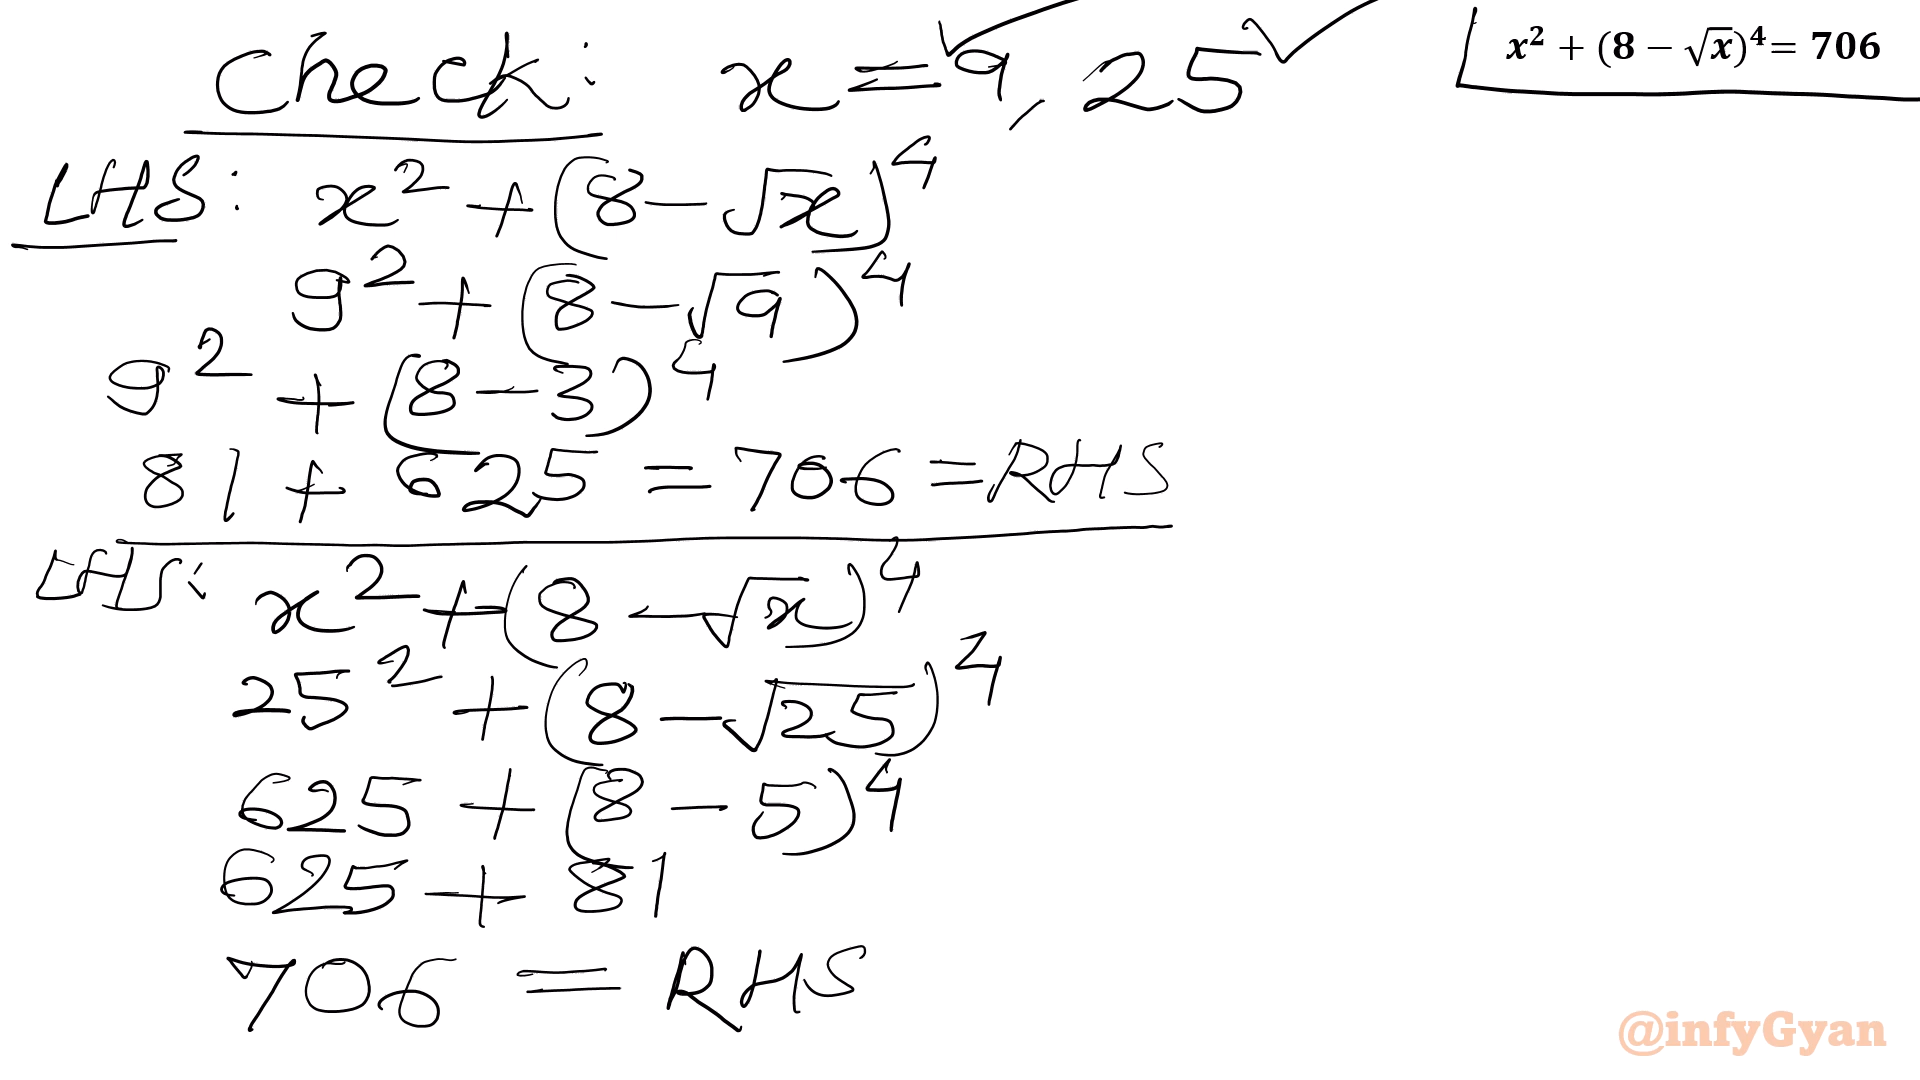 Check: x = 9, 25
x² + (8 − √x)⁴= 706
LHS: x² + (8 − √x)⁴
9² + (8 − √9)⁴
9² + (8 − 3)⁴
81 + 625 = 706 = RHS
LHS: x² + (8 − √x)⁴
25² + (8 − √25)⁴
625 + (8 − 5)⁴
625 + 81
706 = RHS
@infyGyan